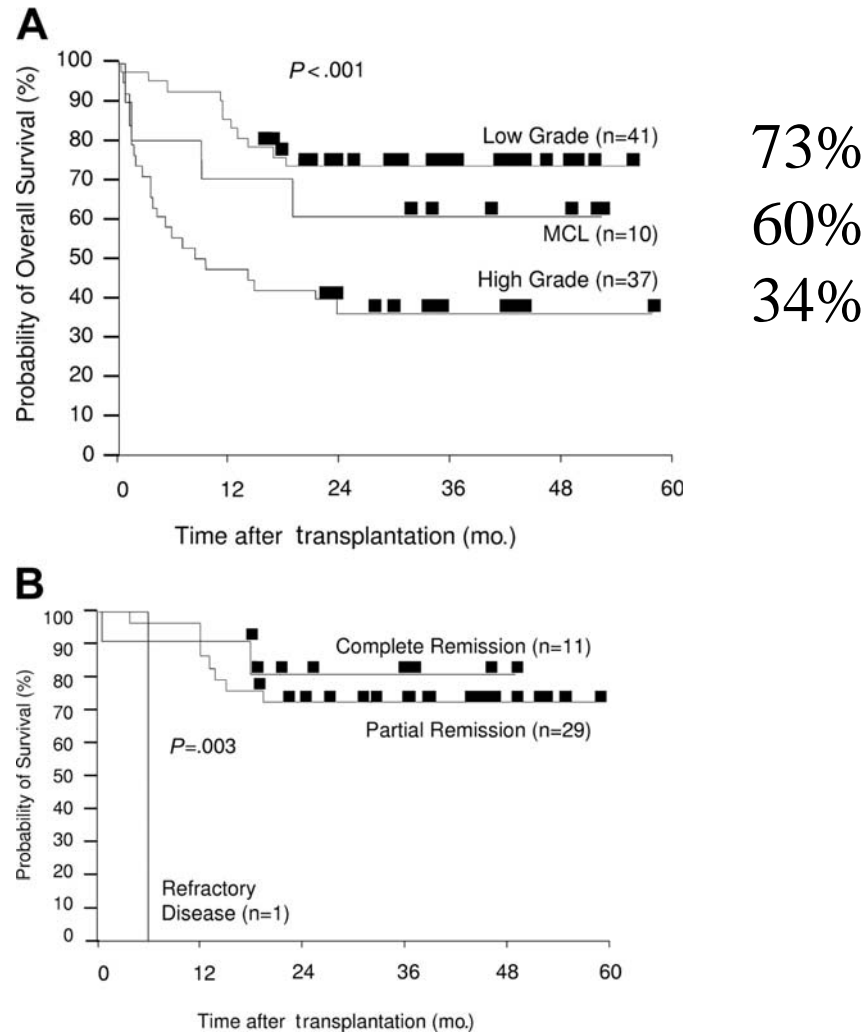 A
Probability of Overall Survival (%)
100
90
80
70
60
50
40
30
20
10
0
P<.001
Low Grade (n=41)
MCL (n=10)
High Grade (n=37)
0 12 24 36 48 60
Time after transplantation (mo.)
73%
60%
34%
B
Probability of Survival (%)
100
90
80
70
60
50
40
30
20
10
0
Complete Remission (n=11)
P=.003
Partial Remission (n=29)
Refractory
Disease (n=1)
0 12 24 36 48 60
Time after transplantation (mo.)